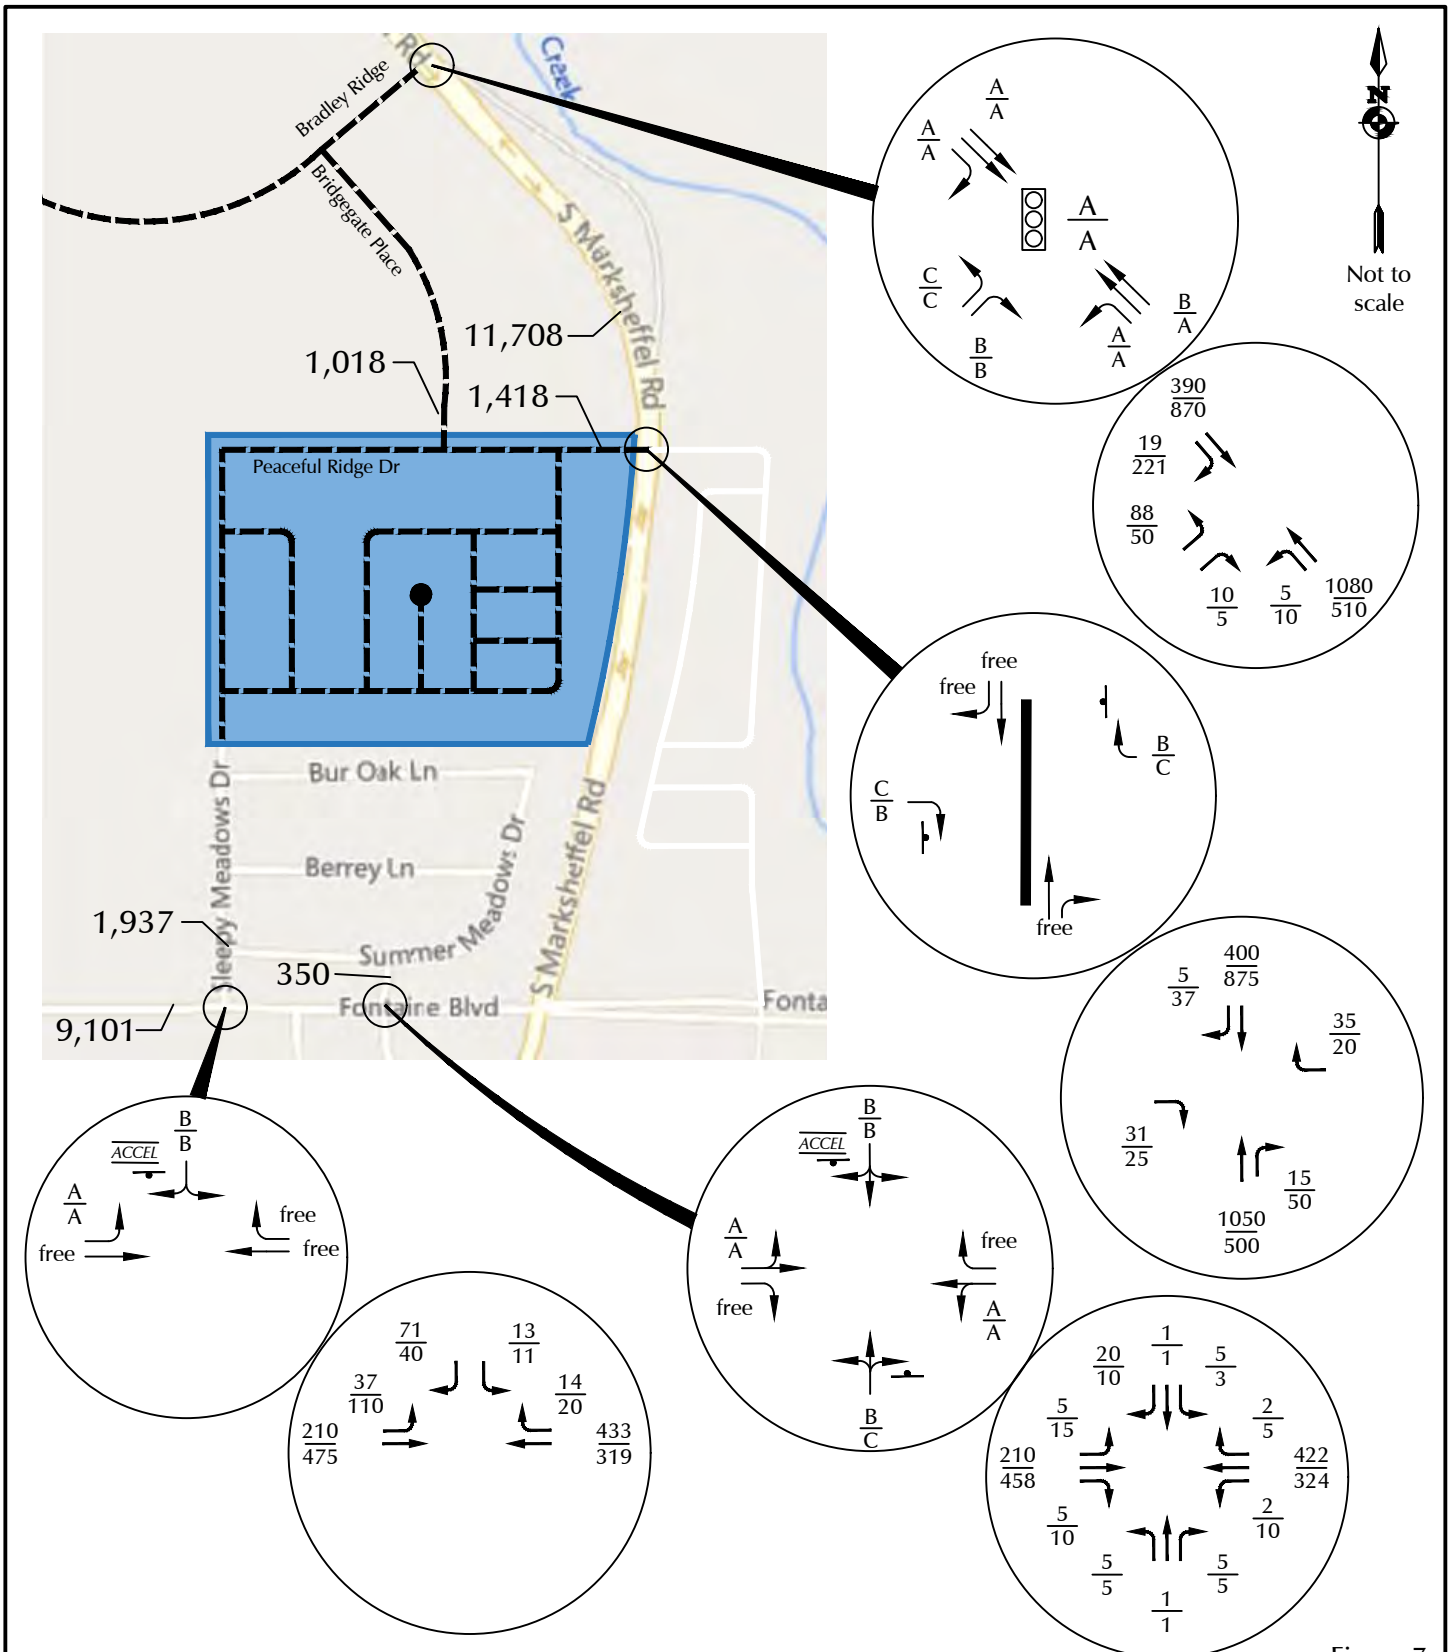 Rd
Creek
Bradley Ridge
Bridgegate Place
S Marksheffel Rd
11,708
1,018
1,418
Peaceful Ridge Dr
Bur Oak Ln
Berrey Ln
Summer Meadows Dr
Sleepy Meadows Dr
S Marksheffel Rd
1,937
350
Fontaine Blvd
Fonta
9,101
N
Not to
scale
A
A
A
A
A
A
C
C
B
B
B
A
A
A
390
870
19
221
88
50
10
5
5
10
1080
510
free
free
B
C
C
B
free
400
875
5
37
35
20
31
25
15
50
1050
500
B
B
ACCEL
A
A
free
free
free
71
40
13
11
37
110
14
20
210
475
433
319
B
B
ACCEL
A
A
free
free
A
A
B
C
1
1
20
10
5
3
5
15
2
5
210
458
422
324
5
10
2
10
5
5
5
5
1
1